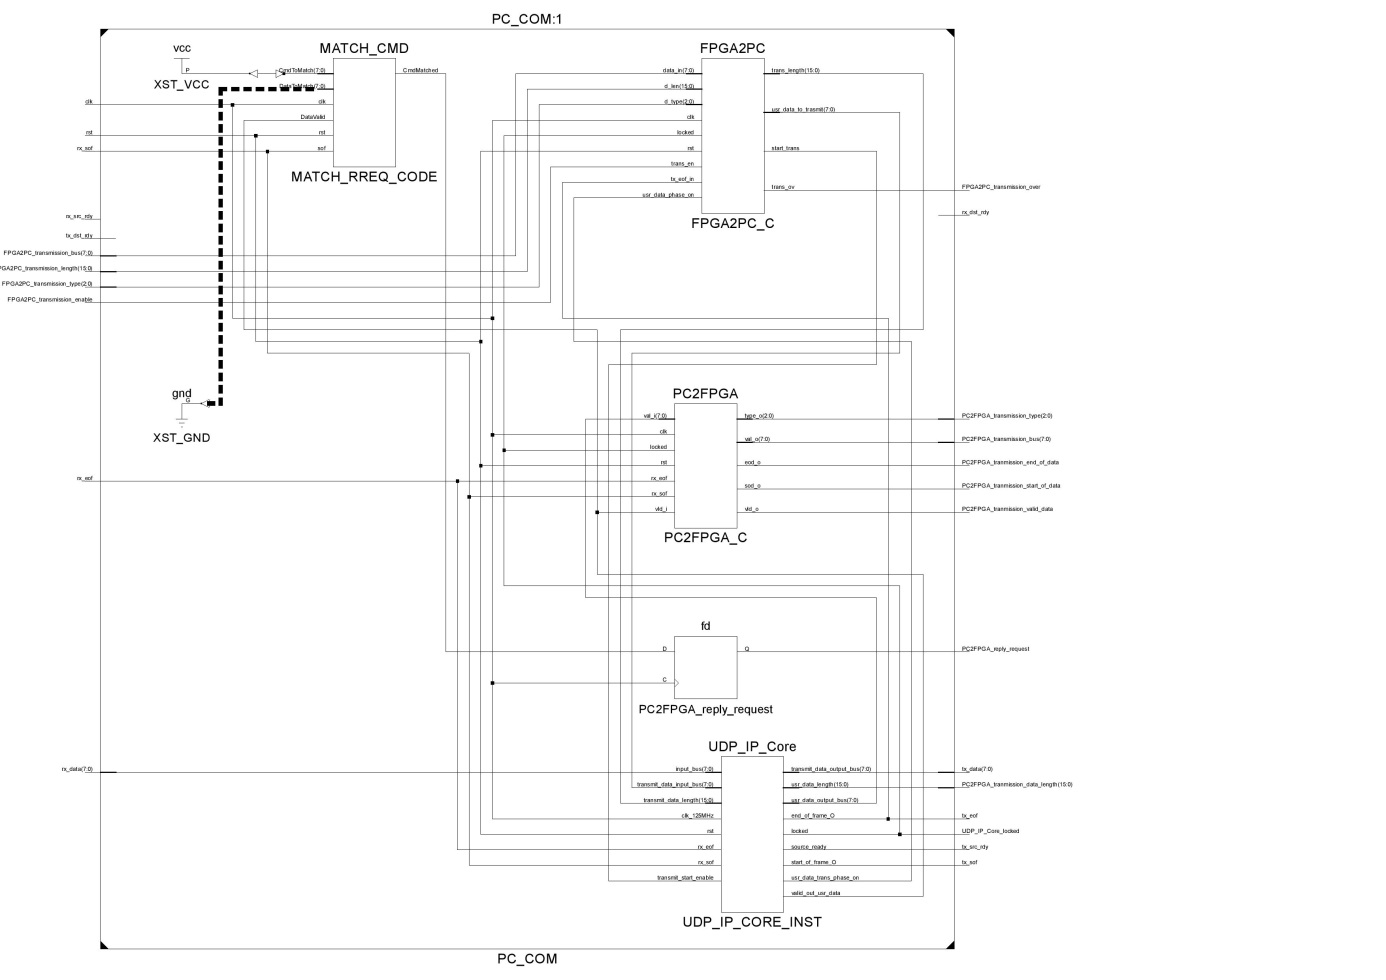 PC_COM:1
vcc
P
XST_VCC
MATCH_CMD
CmdToMatch(7:0)
DataToMatch(7:0)
clk
DataValid
rst
sof
CmdMatched
MATCH_RREQ_CODE
FPGA2PC
data_in(7:0)
d_len(15:0)
d_type(2:0)
clk
locked
rst
trans_en
tx_eof_in
usr_data_phase_on
trans_length(15:0)
usr_data_to_trasmit(7:0)
start_trans
trans_ov
FPGA2PC_C
clk
rst
rx_sof
rx_src_rdy
tx_dst_rdy
FPGA2PC_transmission_bus(7:0)
PGA2PC_transmission_length(15:0)
FPGA2PC_transmission_type(2:0)
FPGA2PC_transmission_enable
FPGA2PC_transmission_over
rx_dst_rdy
gnd
G
XST_GND
PC2FPGA
val_i(7:0)
clk
locked
rst
rx_eof
rx_sof
vld_i
type_o(2:0)
val_o(7:0)
eod_o
sod_o
vld_o
PC2FPGA_C
PC2FPGA_transmission_type(2:0)
PC2FPGA_transmission_bus(7:0)
PC2FPGA_tranmission_end_of_data
PC2FPGA_tranmission_start_of_data
PC2FPGA_tranmission_valid_data
rx_eof
fd
D
C
Q
PC2FPGA_reply_request
PC2FPGA_reply_request
UDP_IP_Core
rx_data(7:0)
input_bus(7:0)
transmit_data_input_bus(7:0)
transmit_data_length(15:0)
clk_125MHz
rst
rx_eof
rx_sof
transmit_start_enable
transmit_data_output_bus(7:0)
usr_data_length(15:0)
usr_data_output_bus(7:0)
end_of_frame_O
locked
source_ready
start_of_frame_O
usr_data_trans_phase_on
valid_out_usr_data
UDP_IP_CORE_INST
tx_data(7:0)
PC2FPGA_tranmission_data_length(15:0)
tx_eof
UDP_IP_Core_locked
tx_src_rdy
tx_sof
PC_COM